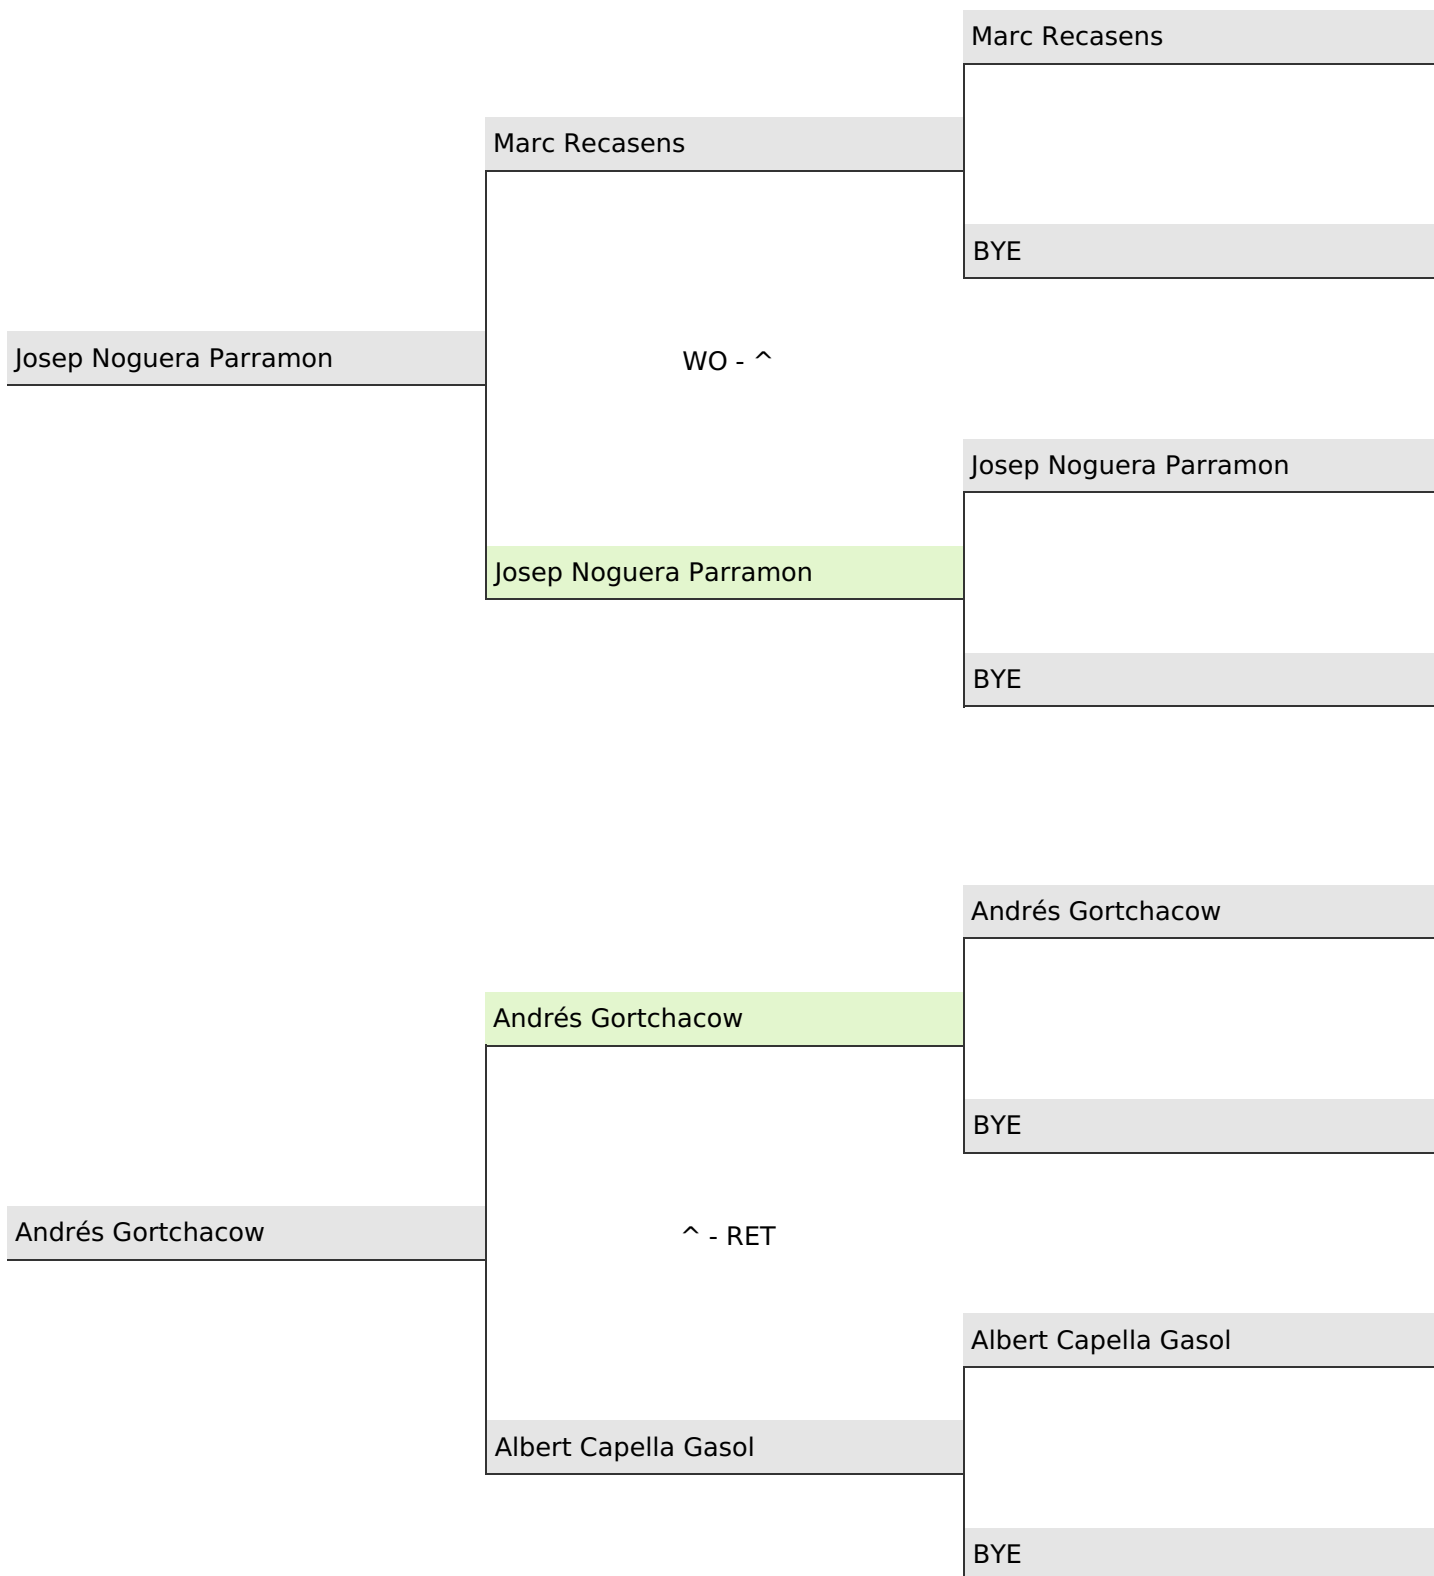 Marc Recasens
Marc Recasens
BYE
Josep Noguera Parramon
WO - ^
Josep Noguera Parramon
Josep Noguera Parramon
BYE
Andrés Gortchacow
Andrés Gortchacow
BYE
Andrés Gortchacow
^ - RET
Albert Capella Gasol
Albert Capella Gasol
BYE